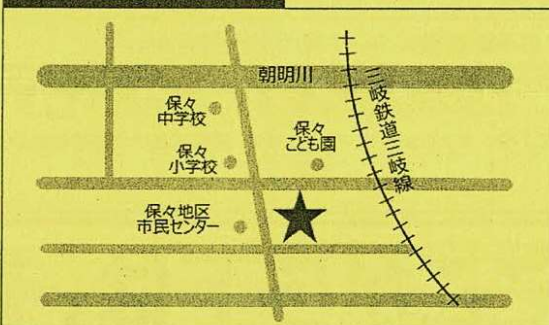 朝明川
保々
中学校
保々
こども園
三岐鉄道三岐線
保々
小学校
保々地区
市民センター